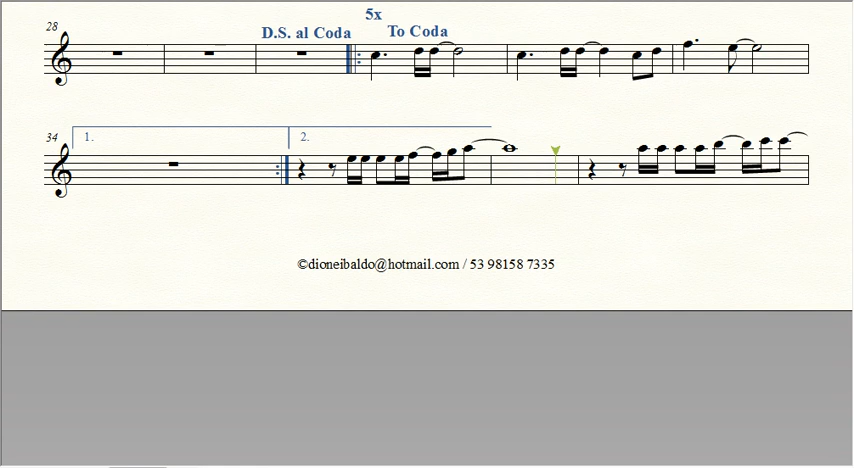 5x
28
D.S. al Coda
To Coda
34
1.
2.
©dioneibaldo@hotmail.com / 53 98158 7335